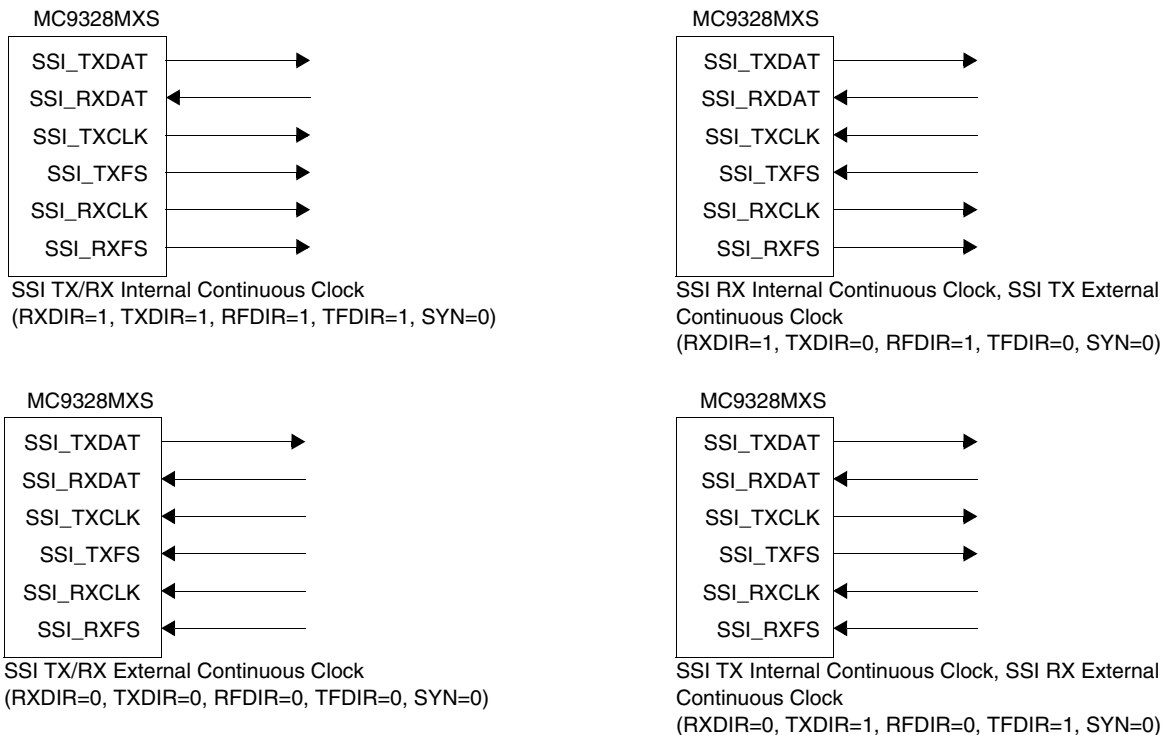 MC9328MXS
SSI_TXDAT
SSI_RXDAT
SSI_TXCLK
SSI_TXFS
SSI_RXCLK
SSI_RXFS
SSI TX/RX Internal Continuous Clock
(RXDIR=1, TXDIR=1, RFDIR=1, TFDIR=1, SYN=0)
MC9328MXS
SSI_TXDAT
SSI_RXDAT
SSI_TXCLK
SSI_TXFS
SSI_RXCLK
SSI_RXFS
SSI RX Internal Continuous Clock, SSI TX External
Continuous Clock
(RXDIR=1, TXDIR=0, RFDIR=1, TFDIR=0, SYN=0)
MC9328MXS
SSI_TXDAT
SSI_RXDAT
SSI_TXCLK
SSI_TXFS
SSI_RXCLK
SSI_RXFS
SSI TX/RX External Continuous Clock
(RXDIR=0, TXDIR=0, RFDIR=0, TFDIR=0, SYN=0)
MC9328MXS
SSI_TXDAT
SSI_RXDAT
SSI_TXCLK
SSI_TXFS
SSI_RXCLK
SSI_RXFS
SSI TX Internal Continuous Clock, SSI RX External
Continuous Clock
(RXDIR=0, TXDIR=1, RFDIR=0, TFDIR=1, SYN=0)